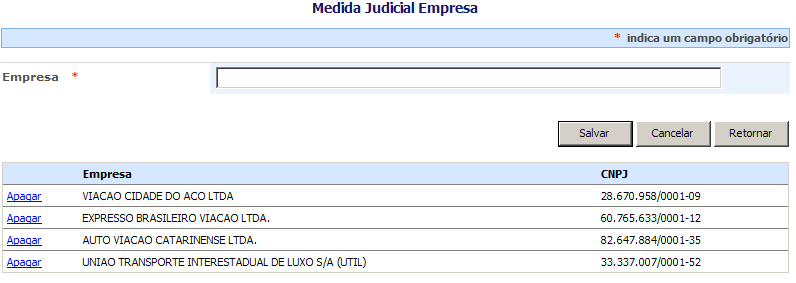 Medida Judicial Empresa
* indica um campo obrigatório
Empresa *
Salvar Cancelar Retornar
Empresa CNPJ
Apagar VIACAO CIDADE DO ACO LTDA 28.670.958/0001-09
Apagar EXPRESSO BRASILEIRO VIACAO LTDA. 60.765.633/0001-12
Apagar AUTO VIACAO CATARINENSE LTDA. 82.647.884/0001-35
Apagar UNIAO TRANSPORTE INTERESTADUAL DE LUXO S/A (UTIL) 33.337.007/0001-52